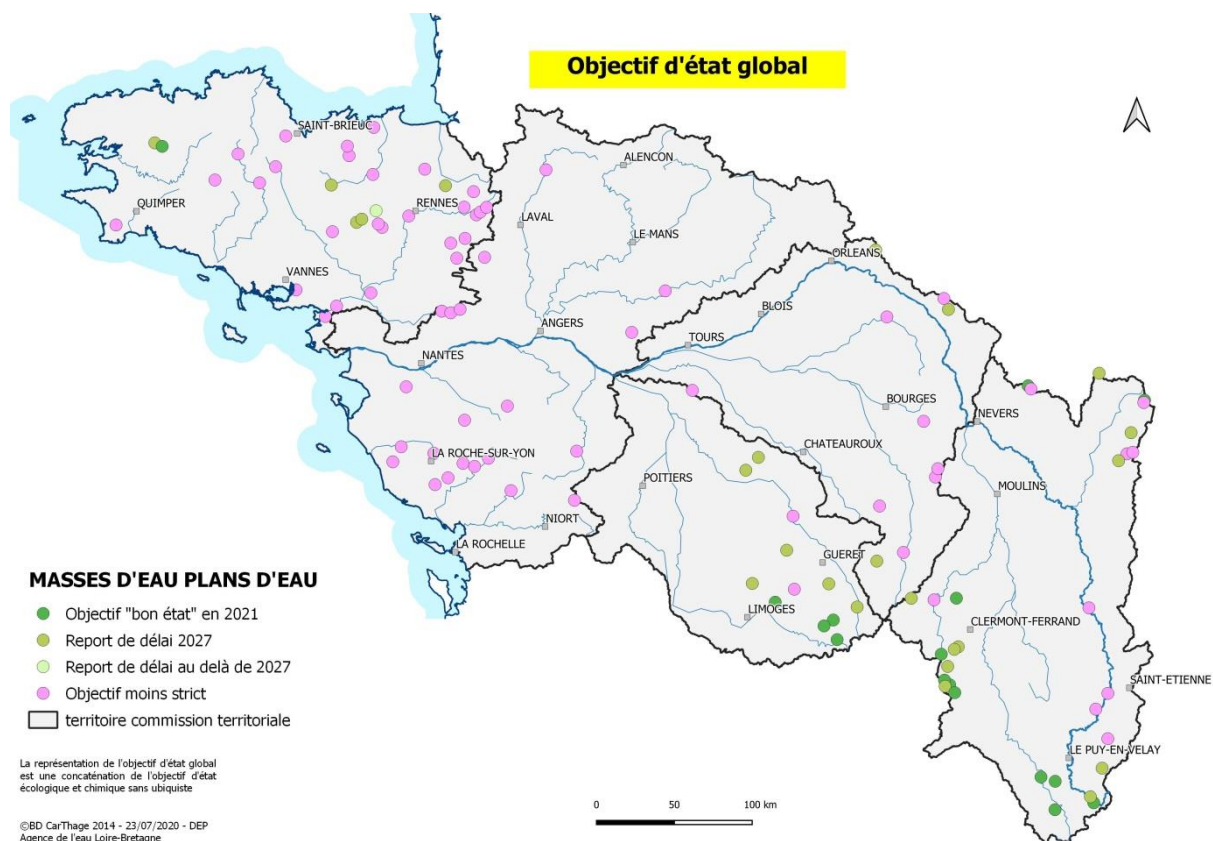 Objectif d'état global
SAINT-BRIEUC
ALENCON
QUIMPER
RENNES
LAVAL
LE MANS
ORLEANS
VANNES
BLOIS
ANGERS
TOURS
NANTES
BOURGES
NEVERS
CHATEAUROUX
LA ROCHE-SUR-YON
POITIERS
MOULINS
NIORT
LA ROCHELLE
GUERET
MASSES D'EAU PLANS D'EAU
Objectif "bon état" en 2021
LIMOGES
CLERMONT-FERRAND
Report de délai 2027
Report de délai au delà de 2027
Objectif moins strict
SAINT-ETIENNE
territoire commission territoriale
LE PUY-EN-VELAY
La représentation de l'objectif d'état global
est une concaténation de l'objectif d'état
écologique et chimique sans ubiquiste
0 50 100 km
©BD CarThage 2014 - 23/07/2020 - DEP
Agence de l'eau Loire-Bretagne